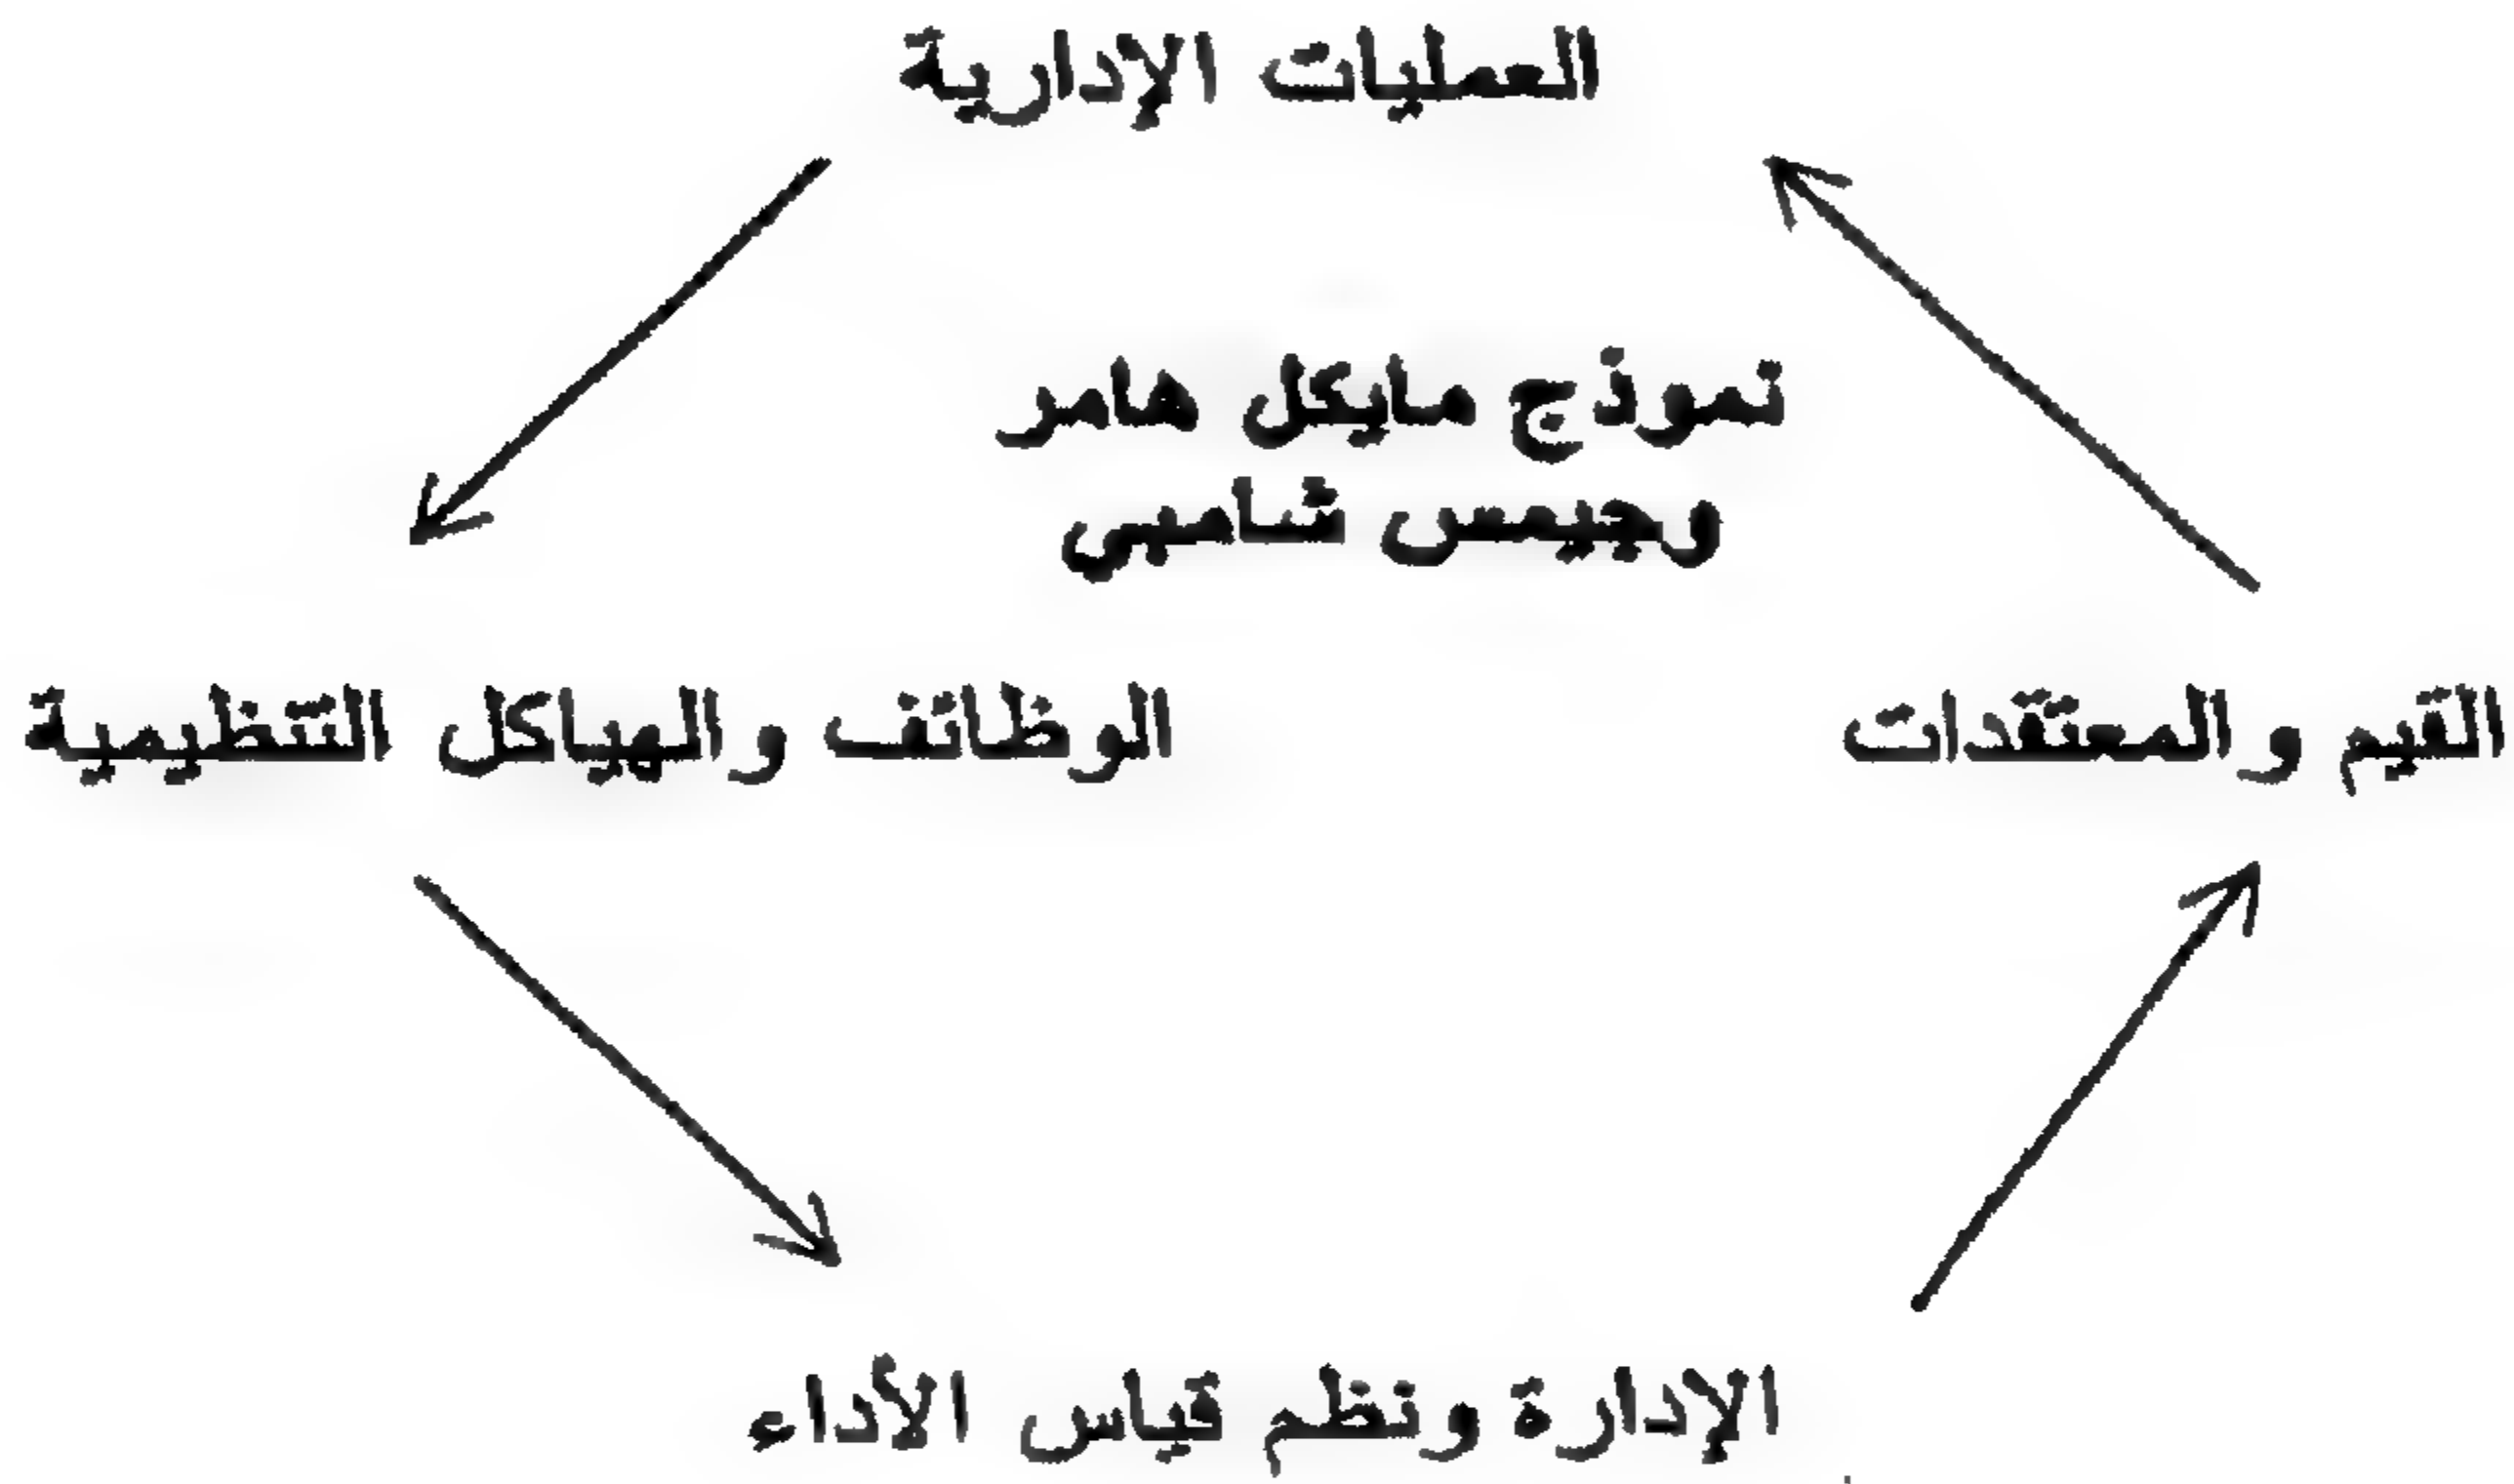 العمليات الإدارية
نموذج مايكل هامر
وجيمس شامبي
القيم والمعتقدات
الوظائف والهياكل التنظيمية
الإدارة ونظم قياس الأداء